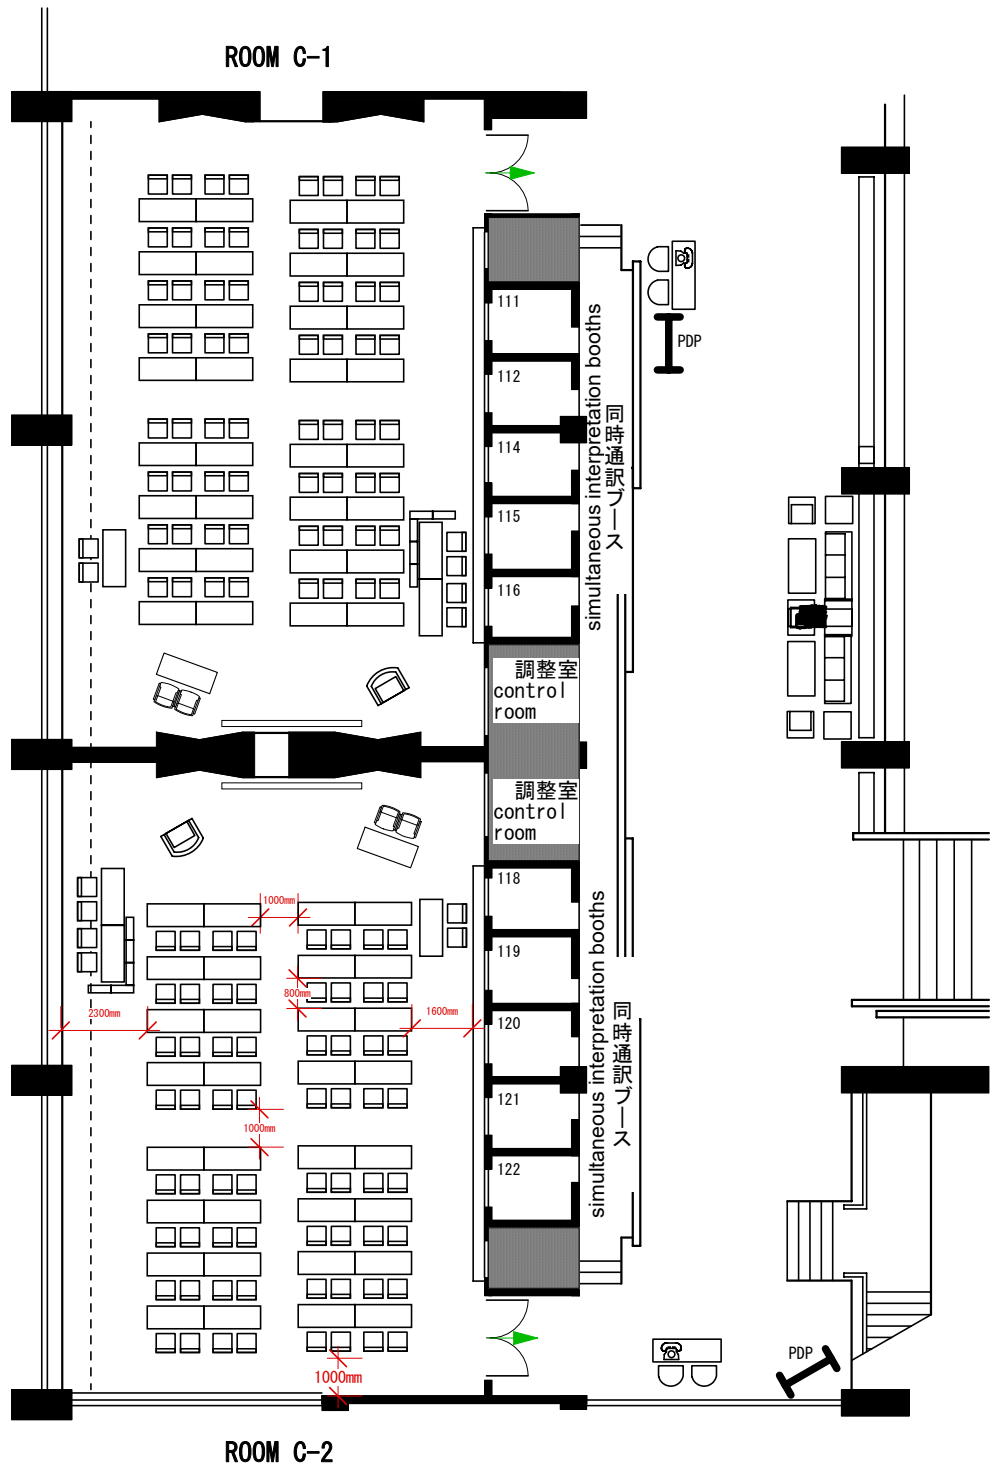 ROOM C-1
111
112
114
115
116
simultaneous interpretation booths
同時通訳ブース
PDP
調整室
control
room
調整室
control
room
118
119
120
121
122
simultaneous interpretation booths
同時通訳ブース
1000mm
800mm
2300mm
1600mm
1000mm
1000mm
PDP
ROOM C-2